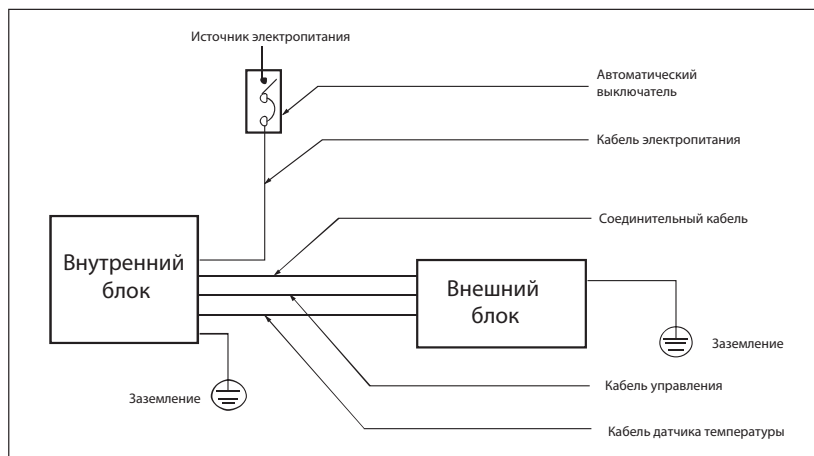 Источник электропитания
Автоматический
выключатель
Кабель электропитания
Соединительный кабель
Внутренний
блок
Внешний
блок
Заземление
Заземление
Кабель управления
Кабель датчика температуры